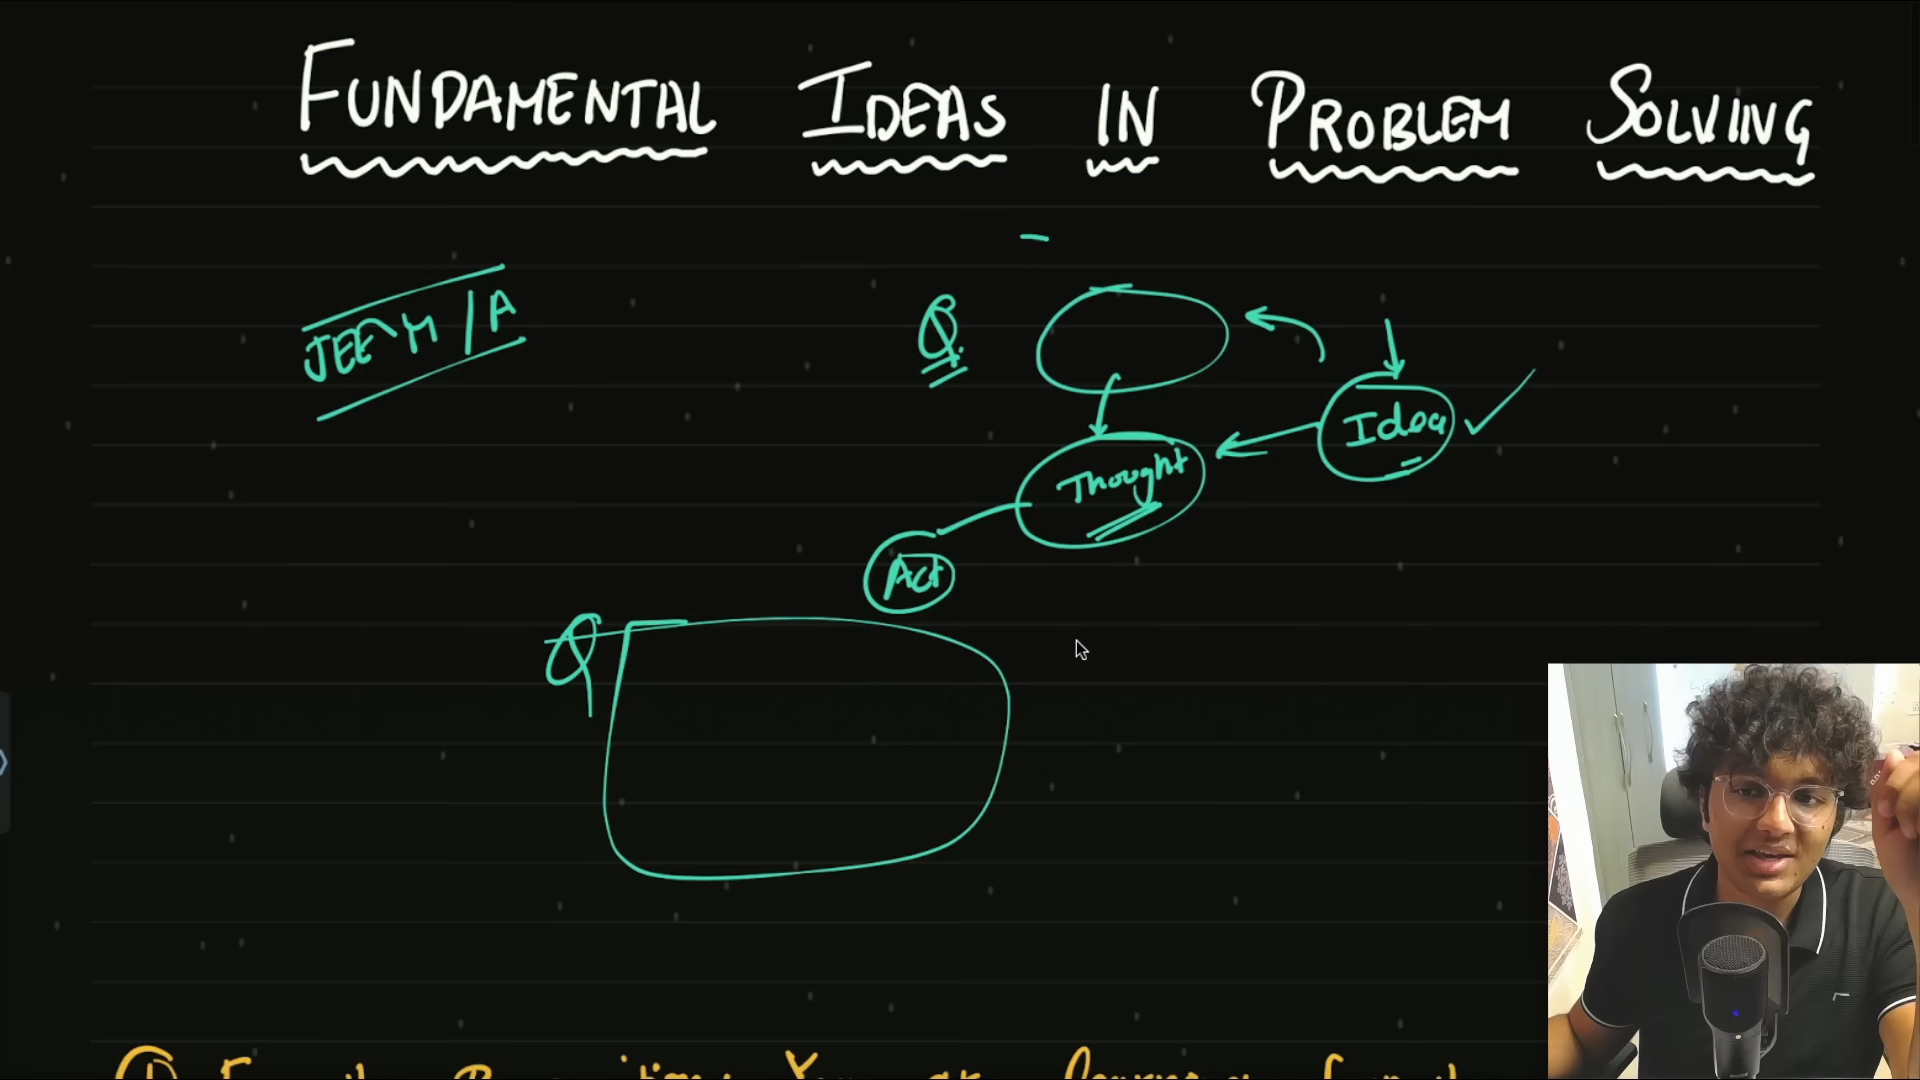 FUNDAMENTAL IDEAS IN PROBLEM SOLVING
JEE M/A
Q.
Idea
Thought
Act
Q